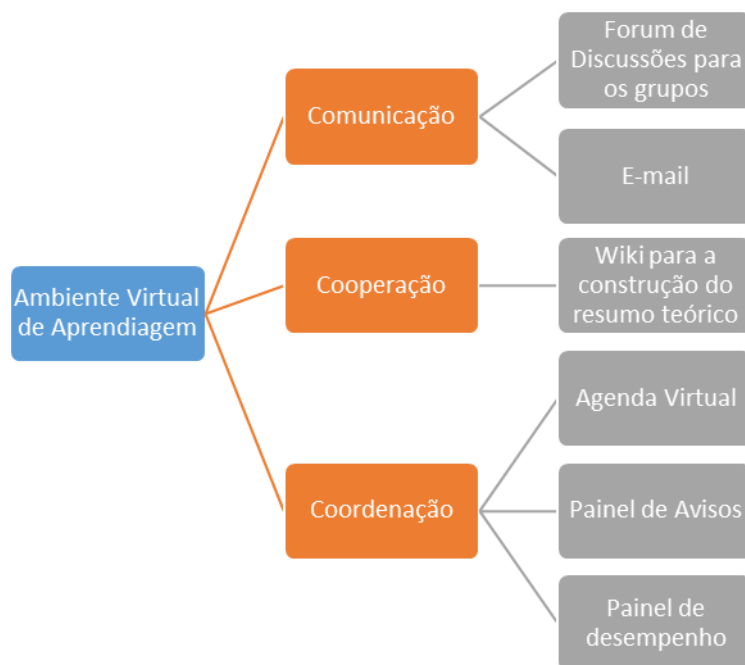 Ambiente Virtual
de Aprendiagem
Comunicação
Forum de
Discussões para
os grupos
E-mail
Cooperação
Wiki para a
construção do
resumo teórico
Coordenação
Agenda Virtual
Painel de Avisos
Painel de
desempenho